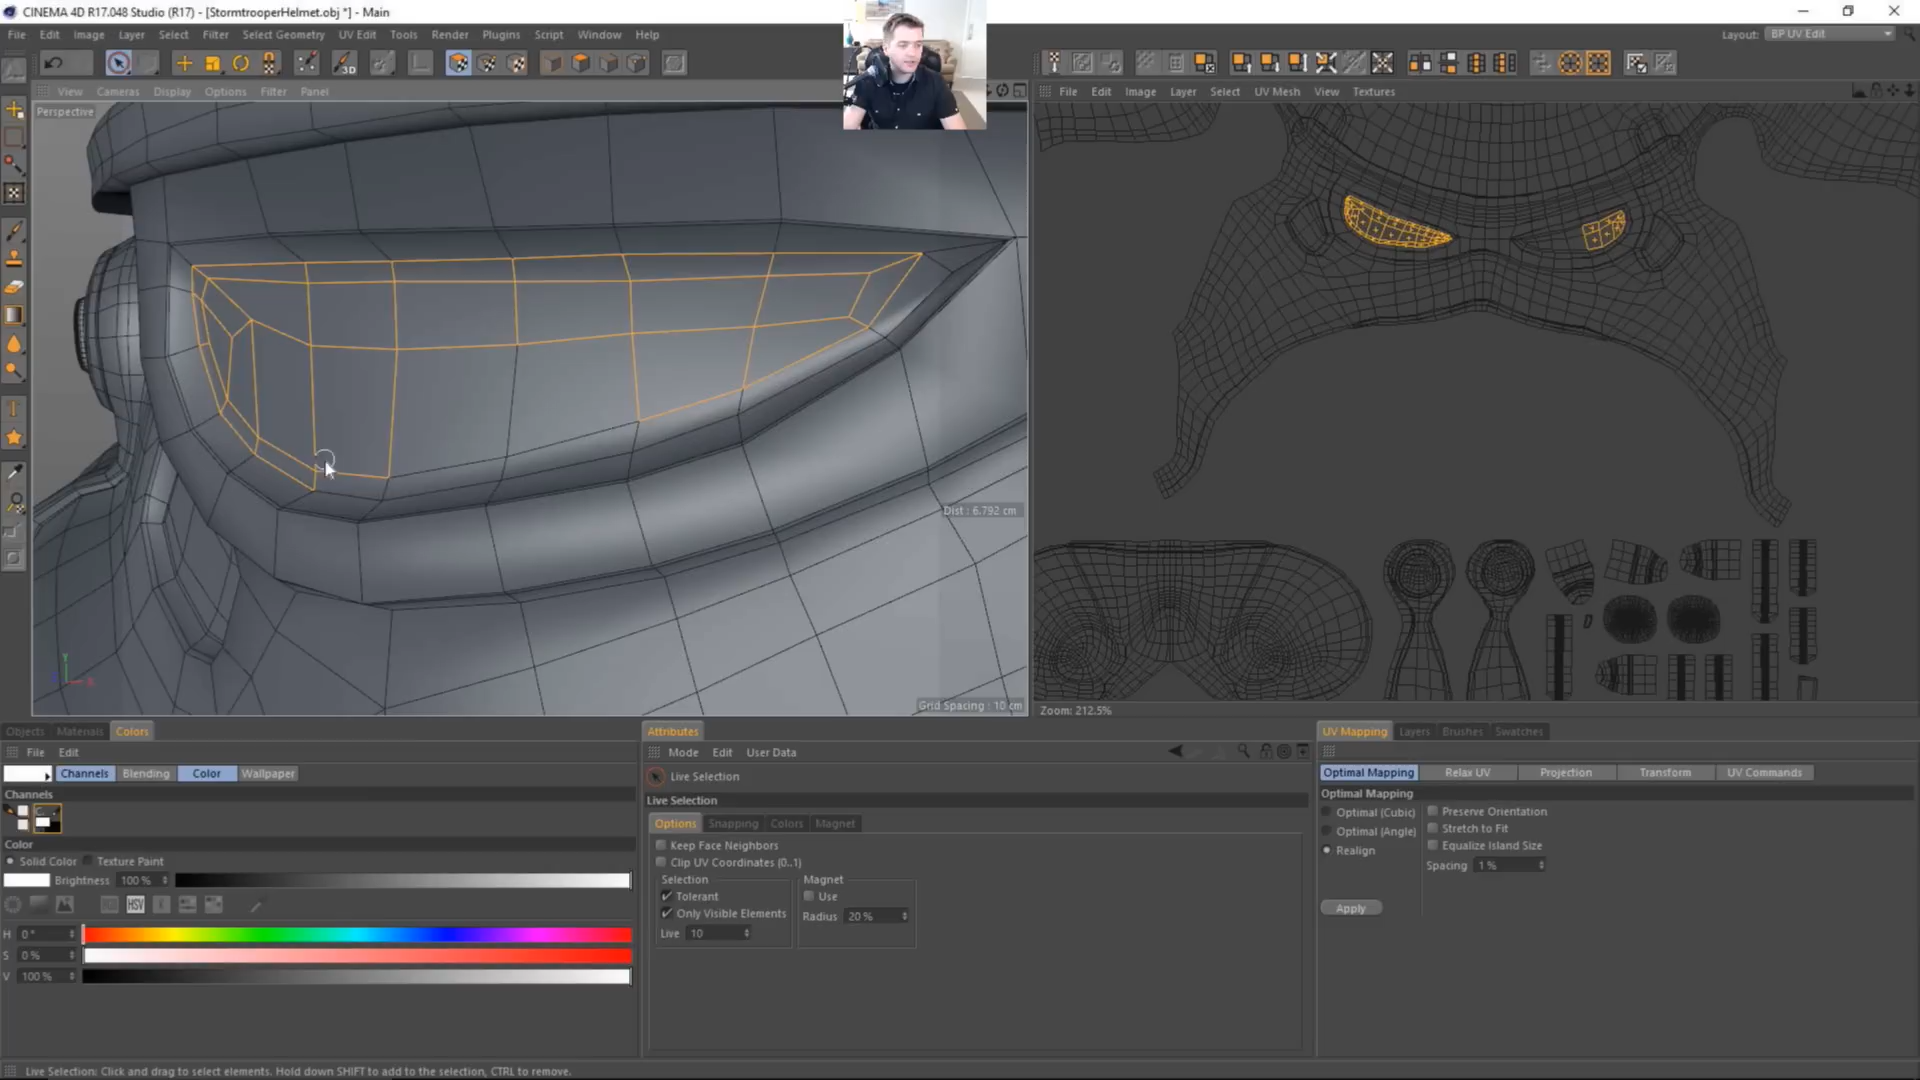 CINEMA 4D R17.048 Studio (R17) - [StormtrooperHelmet.obj *] - Main
File Edit Image Layer Select Filter Select Geometry UV Edit Tools Render Plugins Script Window Help
Layout: BP UV Edit
View Cameras Display Options Filter Panel
File Edit Image Layer Select UV Mesh View Textures
Perspective
Dist : 6.792 cm
Grid Spacing : 10 cm
Zoom: 212.5%
Objects Materials Colors
File Edit
Channels Blending Color Wallpaper
Channels
Color
Solid Color Texture Paint
Brightness 100 %
HSV
H 0 °
S 0 %
V 100 %
Attributes
Mode Edit User Data
Live Selection
Live Selection
Options Snapping Colors Magnet
Keep Face Neighbors
Clip UV Coordinates (0..1)
Selection Magnet
Tolerant Use
Only Visible Elements Radius 20 %
Live 10
UV Mapping Layers Brushes Swatches
Optimal Mapping Relax UV Projection Transform UV Commands
Optimal Mapping
Optimal (Cubic) Preserve Orientation
Optimal (Angle) Stretch to Fit
Realign Equalize Island Size
Spacing 1 %
Apply
Live Selection: Click and drag to select elements. Hold down SHIFT to add to the selection, CTRL to remove.